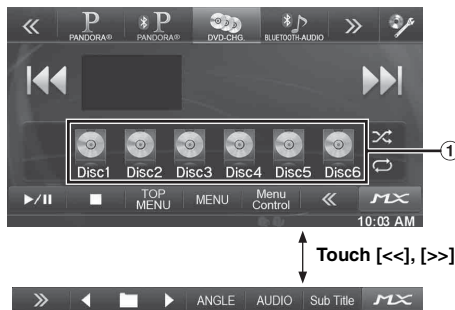 PANDORA® PANDORA® DVD-CHG. BLUETOOTH-AUDIO
Disc1 Disc2 Disc3 Disc4 Disc5 Disc6
TOP MENU MENU Menu Control MX
10:03 AM
1
Touch [<<], [>>]
ANGLE AUDIO Sub Title MX